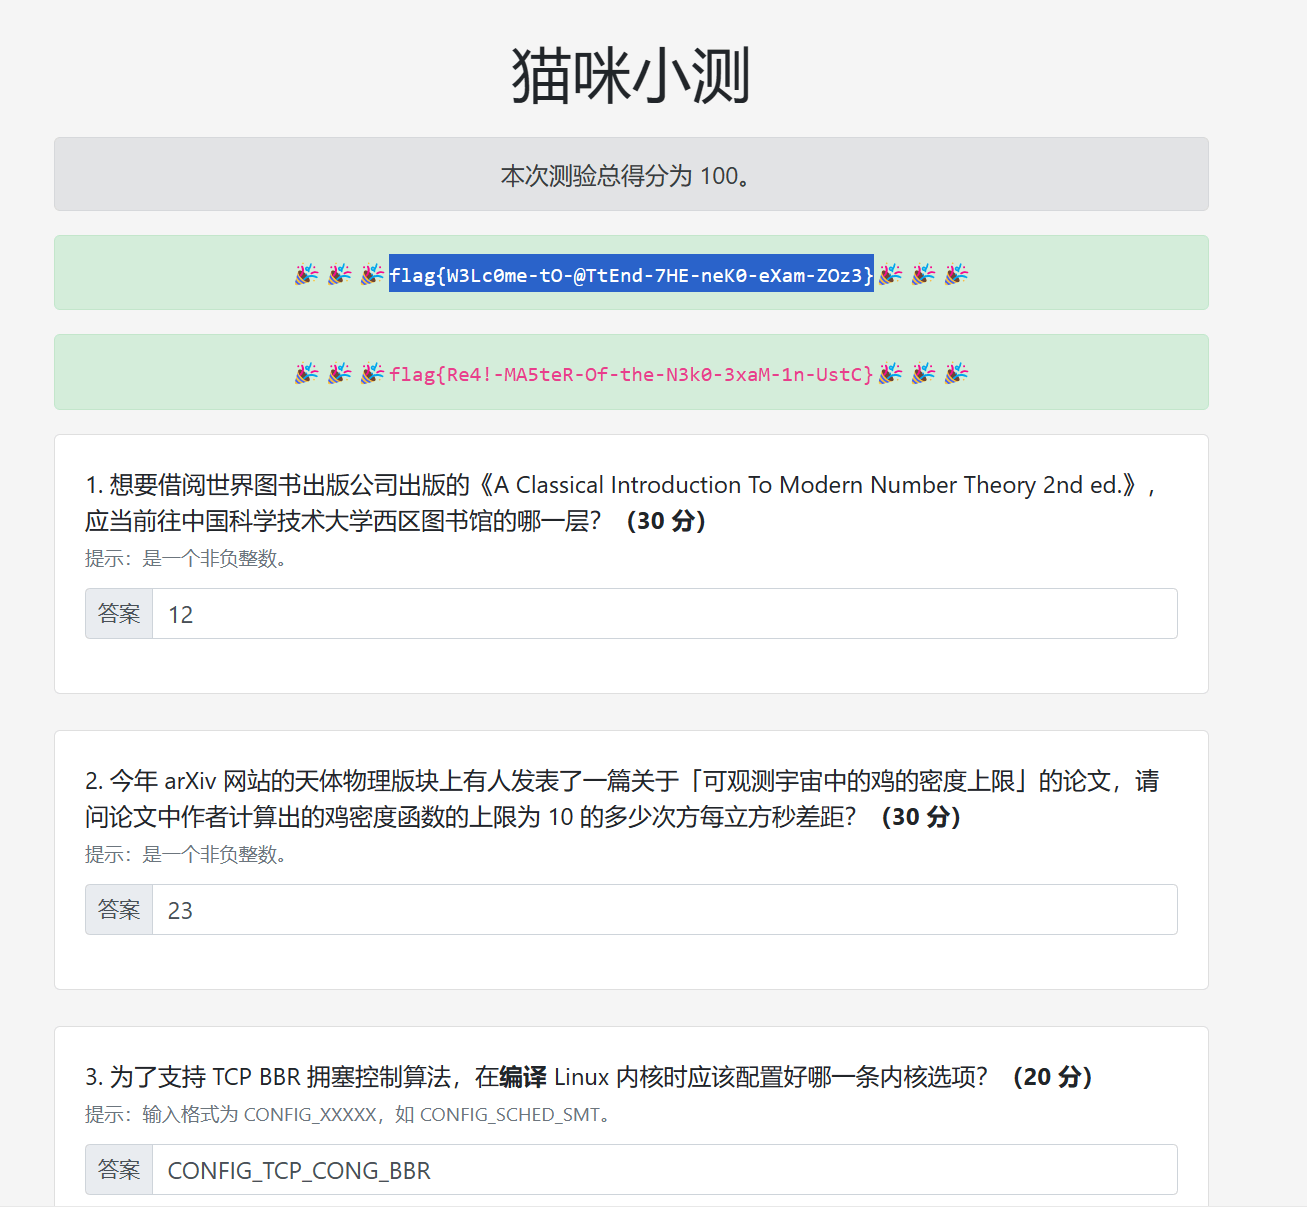 猫咪小测
本次测验总得分为 100。
🎉 🎉 🎉 flag{W3Lc0me-tO-@TtEnd-7HE-neK0-eXam-ZOz3} 🎉 🎉 🎉
🎉 🎉 🎉 flag{Re4!-MA5teR-Of-the-N3k0-3xaM-1n-UstC} 🎉 🎉 🎉
1. 想要借阅世界图书出版公司出版的《A Classical Introduction To Modern Number Theory 2nd ed.》,
应当前往中国科学技术大学西区图书馆的哪一层？（30 分）
提示：是一个非负整数。
答案 12
2. 今年 arXiv 网站的天体物理版块上有人发表了一篇关于「可观测宇宙中的鸡的密度上限」的论文，请
问论文中作者计算出的鸡密度函数的上限为 10 的多少次方每立方秒差距？（30 分）
提示：是一个非负整数。
答案 23
3. 为了支持 TCP BBR 拥塞控制算法，在编译 Linux 内核时应该配置好哪一条内核选项？（20 分）
提示：输入格式为 CONFIG_XXXXX，如 CONFIG_SCHED_SMT。
答案 CONFIG_TCP_CONG_BBR